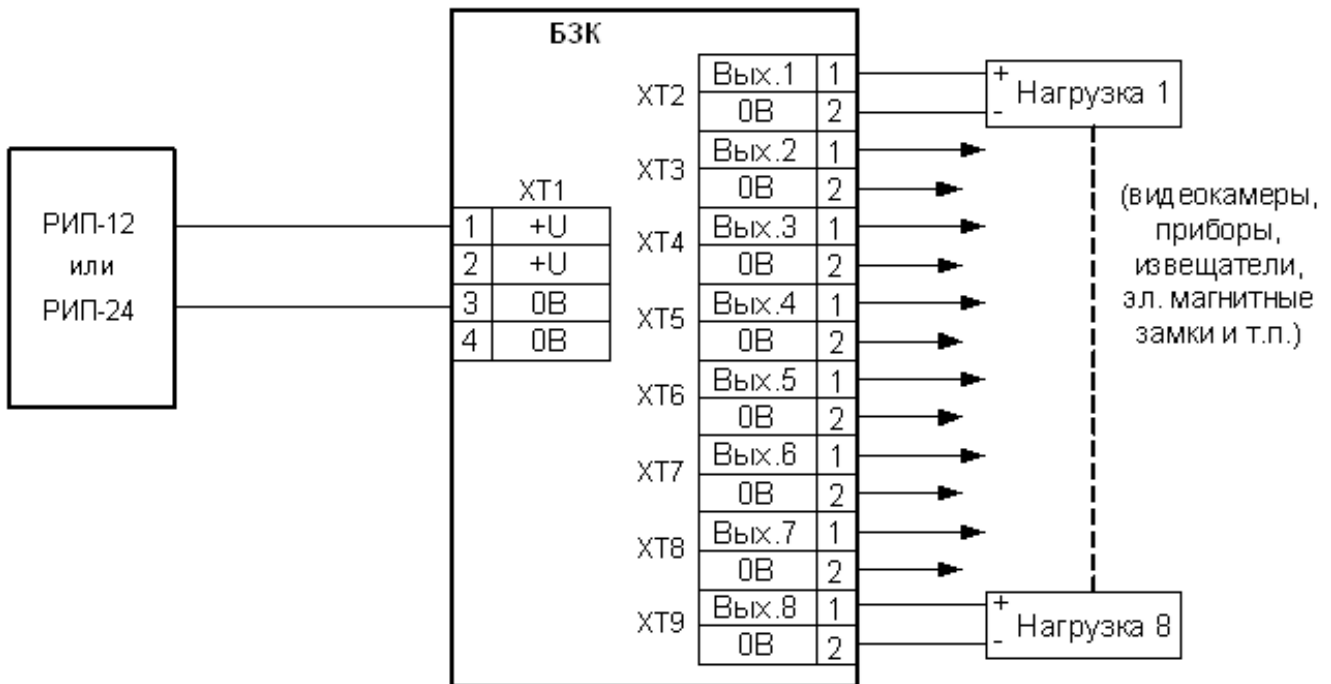 БЗК
РИП-12
или
РИП-24
XT1
1 +U
2 +U
3 0В
4 0В
XT2
Вых.1 1
0В 2
XT3
Вых.2 1
0В 2
XT4
Вых.3 1
0В 2
XT5
Вых.4 1
0В 2
XT6
Вых.5 1
0В 2
XT7
Вых.6 1
0В 2
XT8
Вых.7 1
0В 2
XT9
Вых.8 1
0В 2
+
Нагрузка 1
-
(видеокамеры,
приборы,
извещатели,
эл. магнитные
замки и т.п.)
+
Нагрузка 8
-